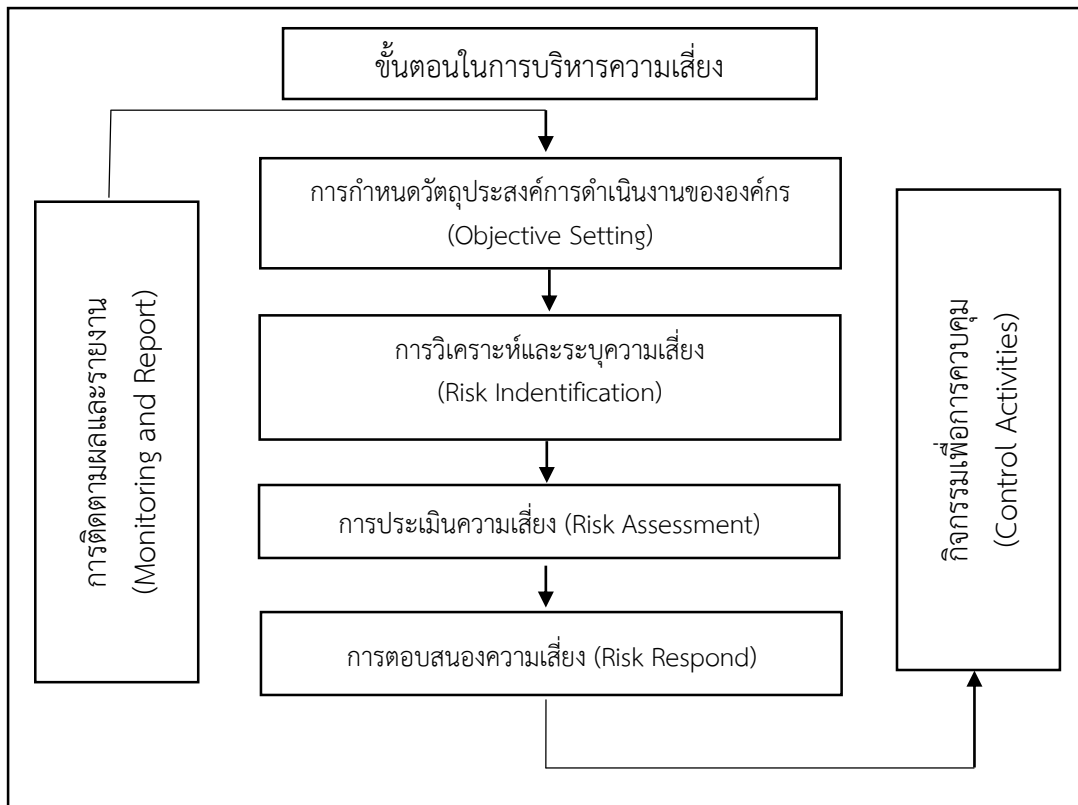 ขั้นตอนในการบริหารความเสี่ยง
การกำหนดวัตถุประสงค์การดำเนินงานขององค์กร
(Objective Setting)
การวิเคราะห์และระบุความเสี่ยง
(Risk Indentification)
การประเมินความเสี่ยง (Risk Assessment)
การตอบสนองความเสี่ยง (Risk Respond)
กิจกรรมเพื่อการควบคุม
(Control Activities)
การติดตามผลและรายงาน
(Monitoring and Report)